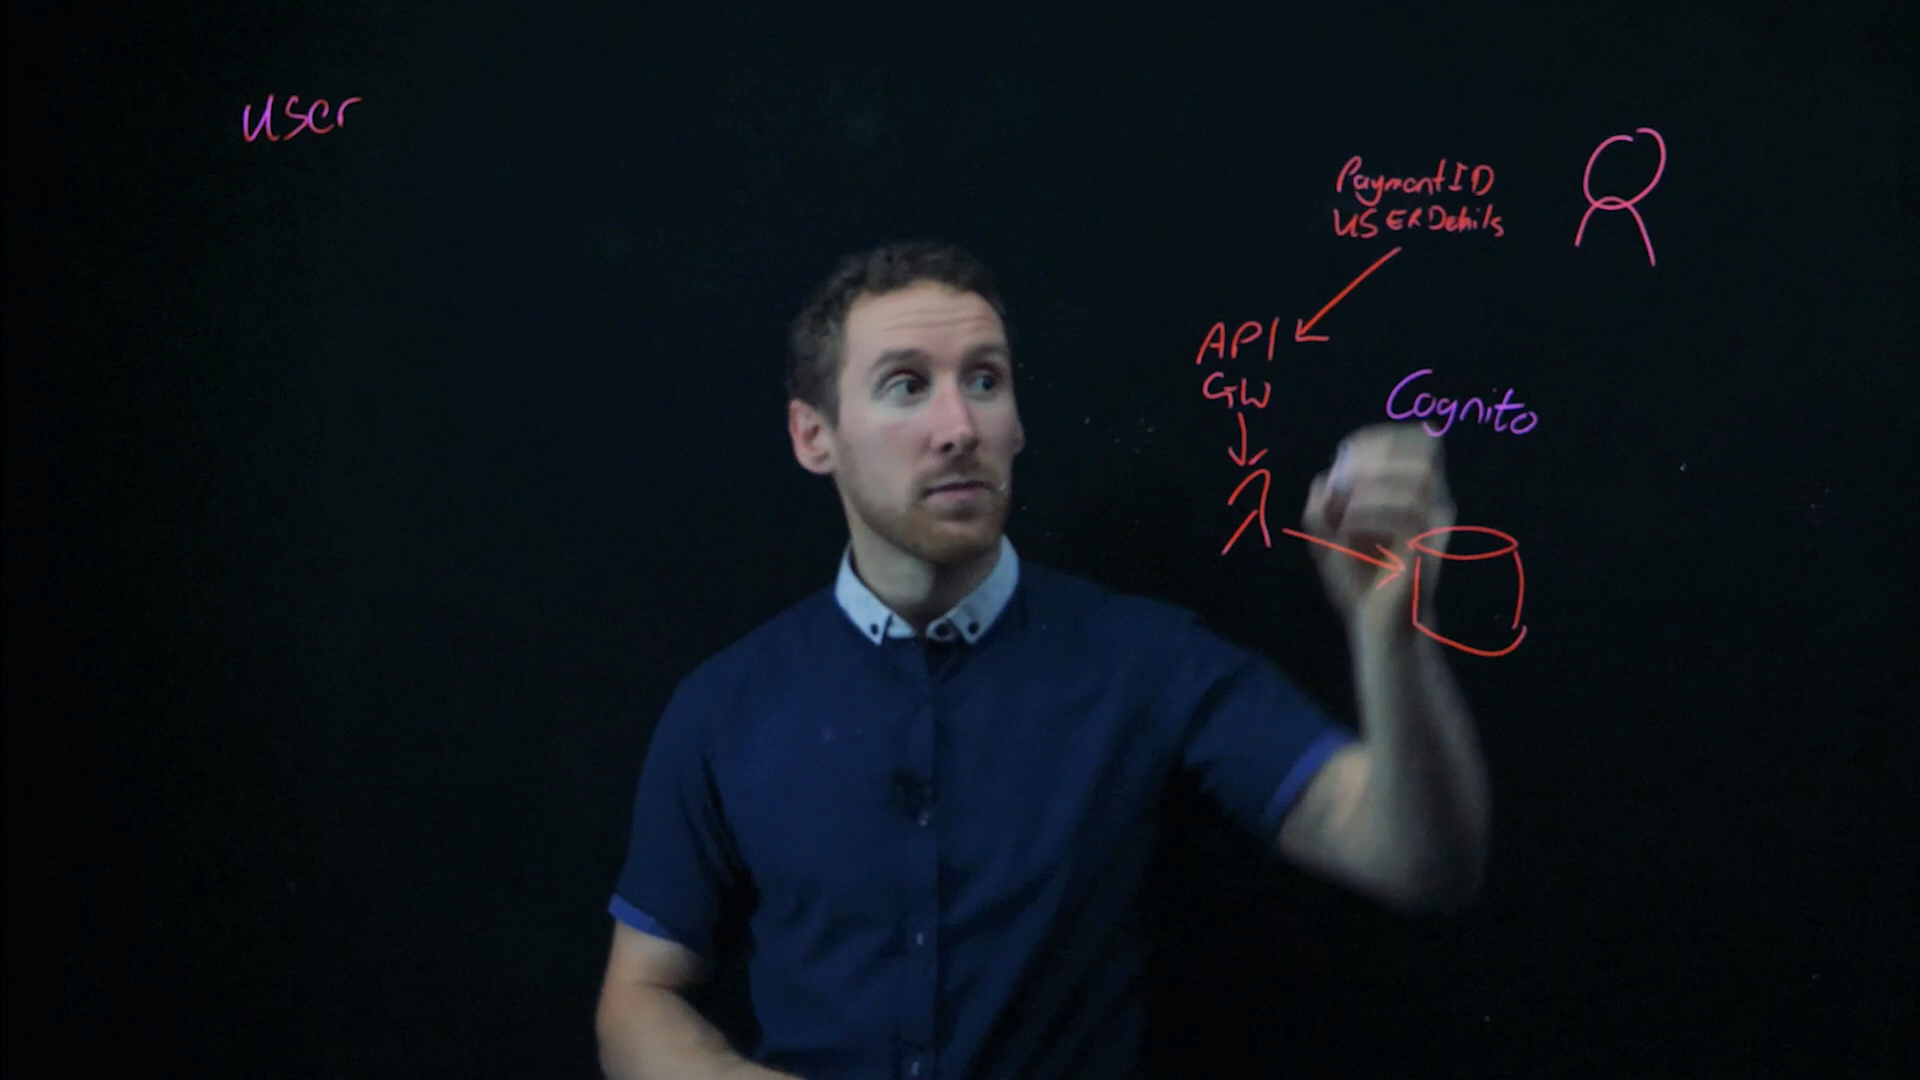 user
PaymentID
USERDetails
API
GW
Cognito
λ